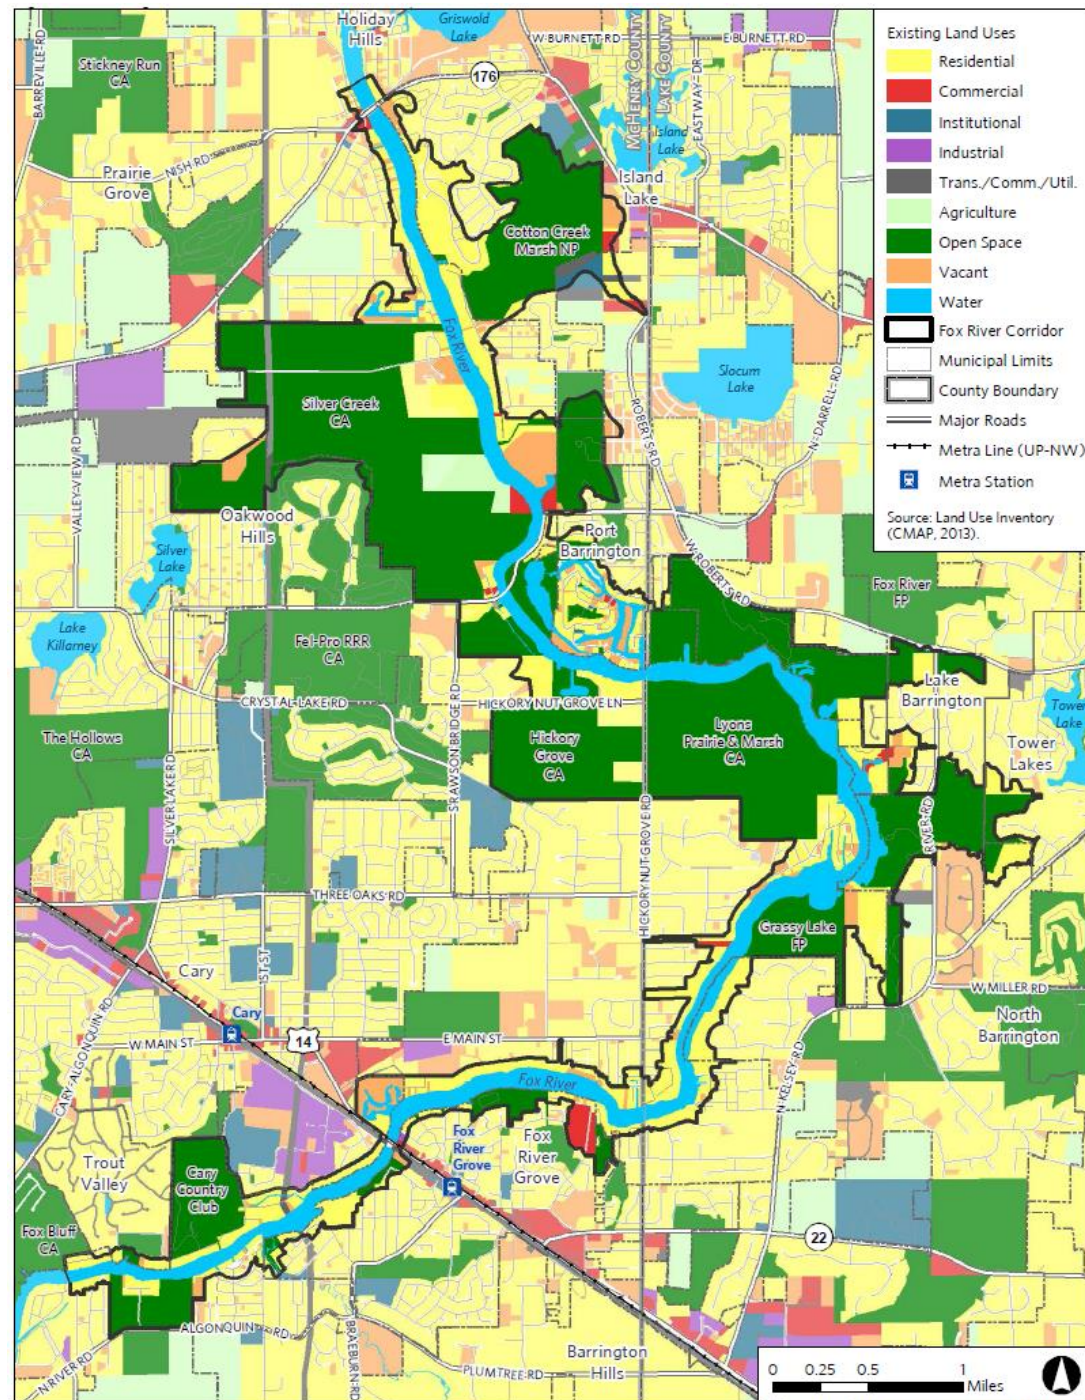 Holiday
Hills
Griswold
Lake
W BURNETT RD
E BURNETT RD
BARREVILLE RD
Stickney Run
CA
176
EASTWAY DR
MCHENRY COUNTY
LAKE COUNTY
Island
Lake
Prairie
Grove
NISH RD
Island
Lake
Cotton Creek
Marsh NP
Fox River
Slocum
Lake
Silver Creek
CA
ROBERTS RD
N DARRELL RD
VALLEY VIEW RD
Oakwood
Hills
Port
Barrington
Silver
Lake
W ROBERTS RD
Fox River
FP
Lake
Killarney
Fel-Pro RRR
CA
CRYSTAL LAKE RD
HICKORY NUT GROVE LN
Lake
Barrington
Tower
Lake
The Hollows
CA
S RAWSON BRIDGE RD
Hickory
Grove
CA
Lyons
Prairie & Marsh
CA
Tower
Lakes
SILVER LAKE RD
HICKORY NUT GROVE RD
RIVER RD
THREE OAKS RD
Grassy Lake
FP
Cary
1ST ST
W MILLER RD
North
Barrington
CARY-ALGONQUIN RD
Cary
W MAIN ST
14
E MAIN ST
N KELSEY RD
Fox River
Fox
River
Grove
Fox
River
Grove
Trout
Valley
Cary
Country
Club
Fox Bluff
CA
22
ALGONQUIN RD
BRAEBURN RD
N RIVER RD
PLUMTREE RD
Barrington
Hills
Existing Land Uses
Residential
Commercial
Institutional
Industrial
Trans./Comm./Util.
Agriculture
Open Space
Vacant
Water
Fox River Corridor
Municipal Limits
County Boundary
Major Roads
Metra Line (UP-NW)
Metra Station
Source: Land Use Inventory
(CMAP, 2013).
0 0.25 0.5 1
Miles